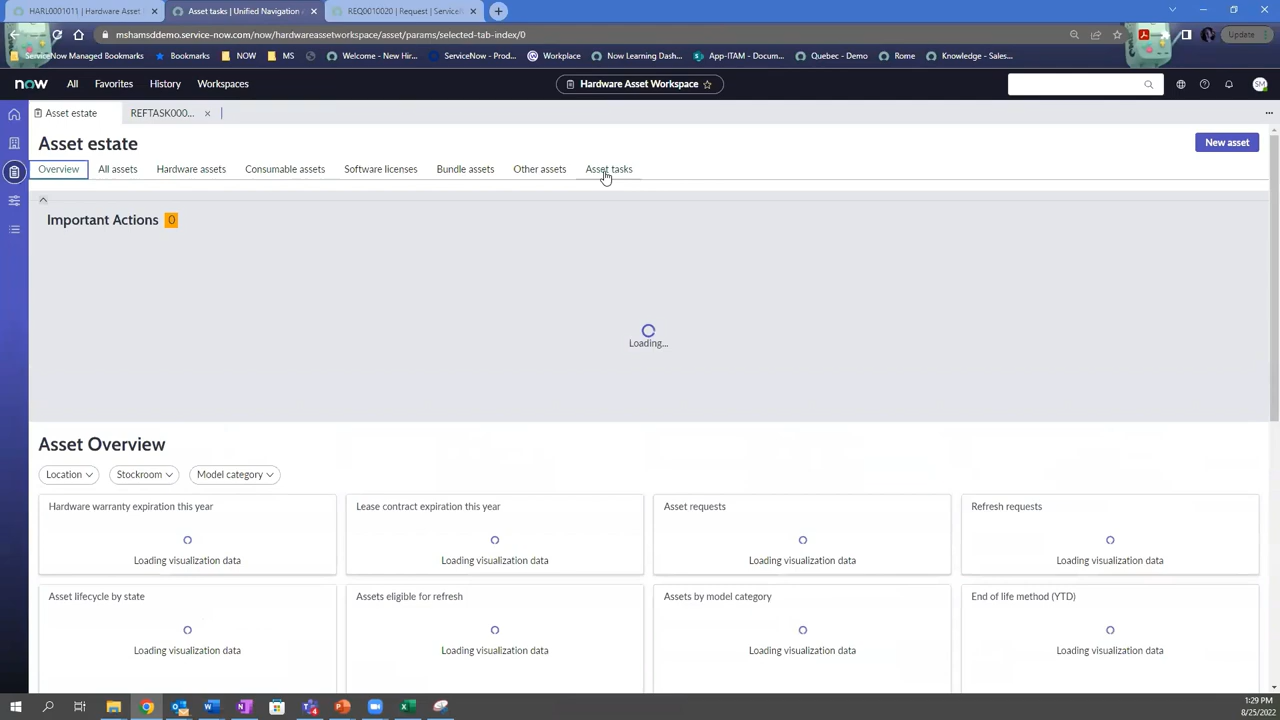 HARL0001011 | Hardware Asset
Asset tasks | Unified Navigation
REQ0010020 | Request | Service
mshamsddemo.service-now.com/now/hardwareassetworkspace/asset/params/selected-tab-index/0
Update
ServiceNow Managed Bookmarks
Bookmarks
NOW
MS
Welcome - New Hir...
ServiceNow - Prod...
Workplace
Now Learning Dash...
App-ITAM - Docum...
Quebec - Demo
Rome
Knowledge - Sales...
now
All
Favorites
History
Workspaces
Hardware Asset Workspace
SM
Asset estate
REFTASK000...
Asset estate
New asset
Overview
All assets
Hardware assets
Consumable assets
Software licenses
Bundle assets
Other assets
Asset tasks
Important Actions 0
Loading...
Asset Overview
Location
Stockroom
Model category
Hardware warranty expiration this year
Lease contract expiration this year
Asset requests
Refresh requests
Loading visualization data
Loading visualization data
Loading visualization data
Loading visualization data
Asset lifecycle by state
Assets eligible for refresh
Assets by model category
End of life method (YTD)
Loading visualization data
Loading visualization data
Loading visualization data
Loading visualization data
1:29 PM
8/25/2022